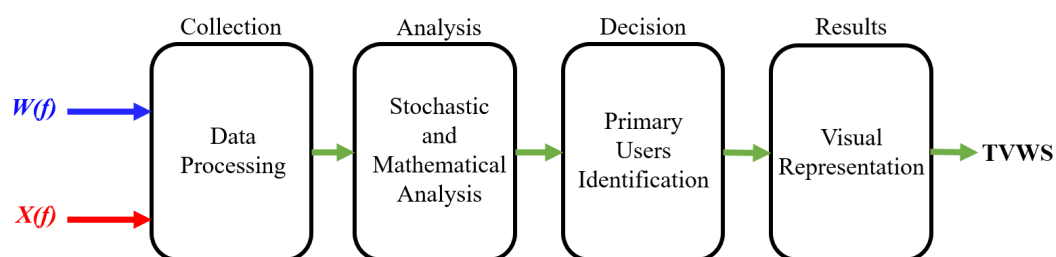 Collection
Analysis
Decision
Results
W(f)
X(f)
Data
Processing
Stochastic
and
Mathematical
Analysis
Primary
Users
Identification
Visual
Representation
TVWS